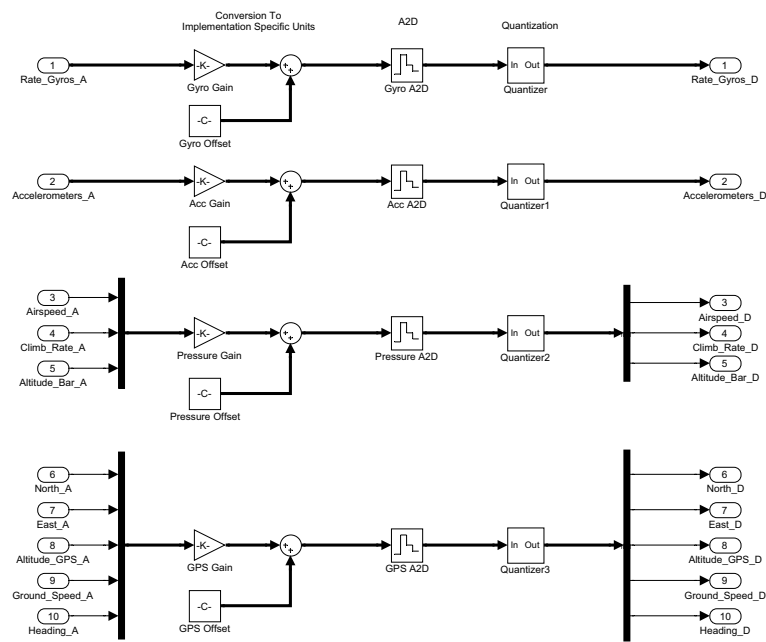 Conversion To
Implementation Specific Units
A2D
Quantization
1
Rate_Gyros_A
-K-
Gyro Gain
-C-
Gyro Offset
+
+
Gyro A2D
In Out
Quantizer
1
Rate_Gyros_D
2
Accelerometers_A
-K-
Acc Gain
-C-
Acc Offset
+
+
Acc A2D
In Out
Quantizer1
2
Accelerometers_D
3
Airspeed_A
4
Climb_Rate_A
5
Altitude_Bar_A
-K-
Pressure Gain
-C-
Pressure Offset
+
+
Pressure A2D
In Out
Quantizer2
3
Airspeed_D
4
Climb_Rate_D
5
Altitude_Bar_D
6
North_A
7
East_A
8
Altitude_GPS_A
9
Ground_Speed_A
10
Heading_A
-K-
GPS Gain
-C-
GPS Offset
+
+
GPS A2D
In Out
Quantizer3
6
North_D
7
East_D
8
Altitude_GPS_D
9
Ground_Speed_D
10
Heading_D